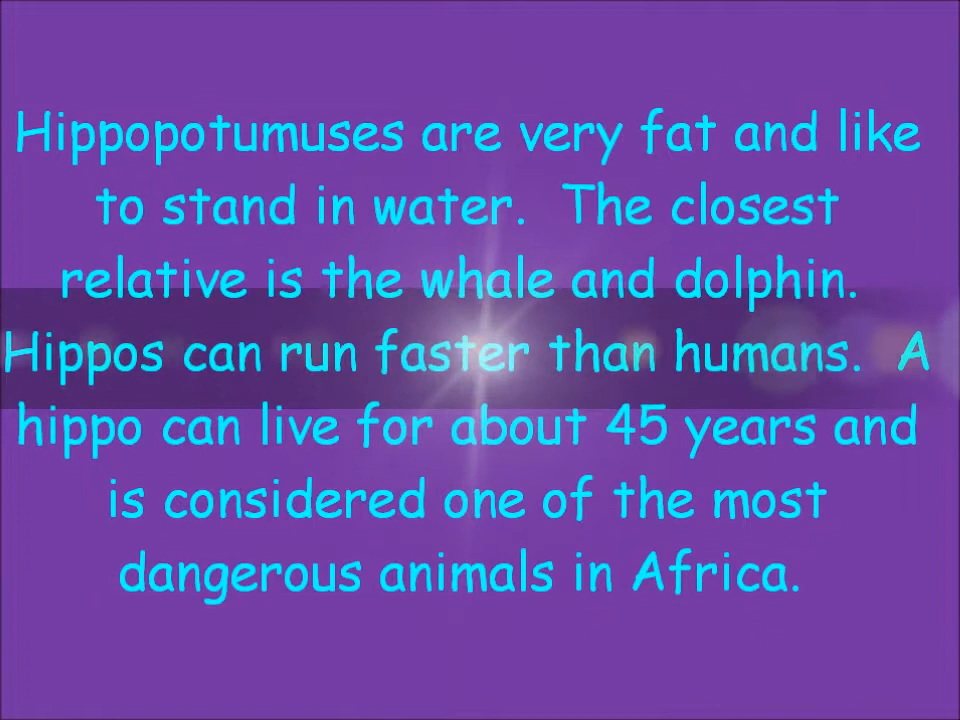 Hippopotumuses are very fat and like
to stand in water.  The closest
relative is the whale and dolphin.
Hippos can run faster than humans.  A
hippo can live for about 45 years and
is considered one of the most
dangerous animals in Africa.